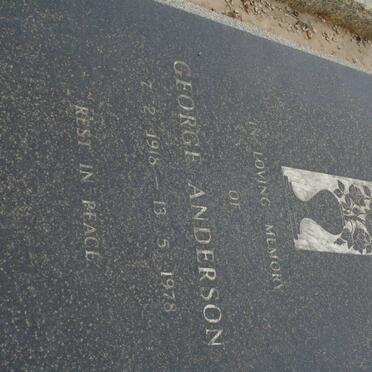 IN LOVING MEMORY
OF
GEORGE ANDERSON
7. 2. 1918 — 13. 5. 1978
REST IN PEACE